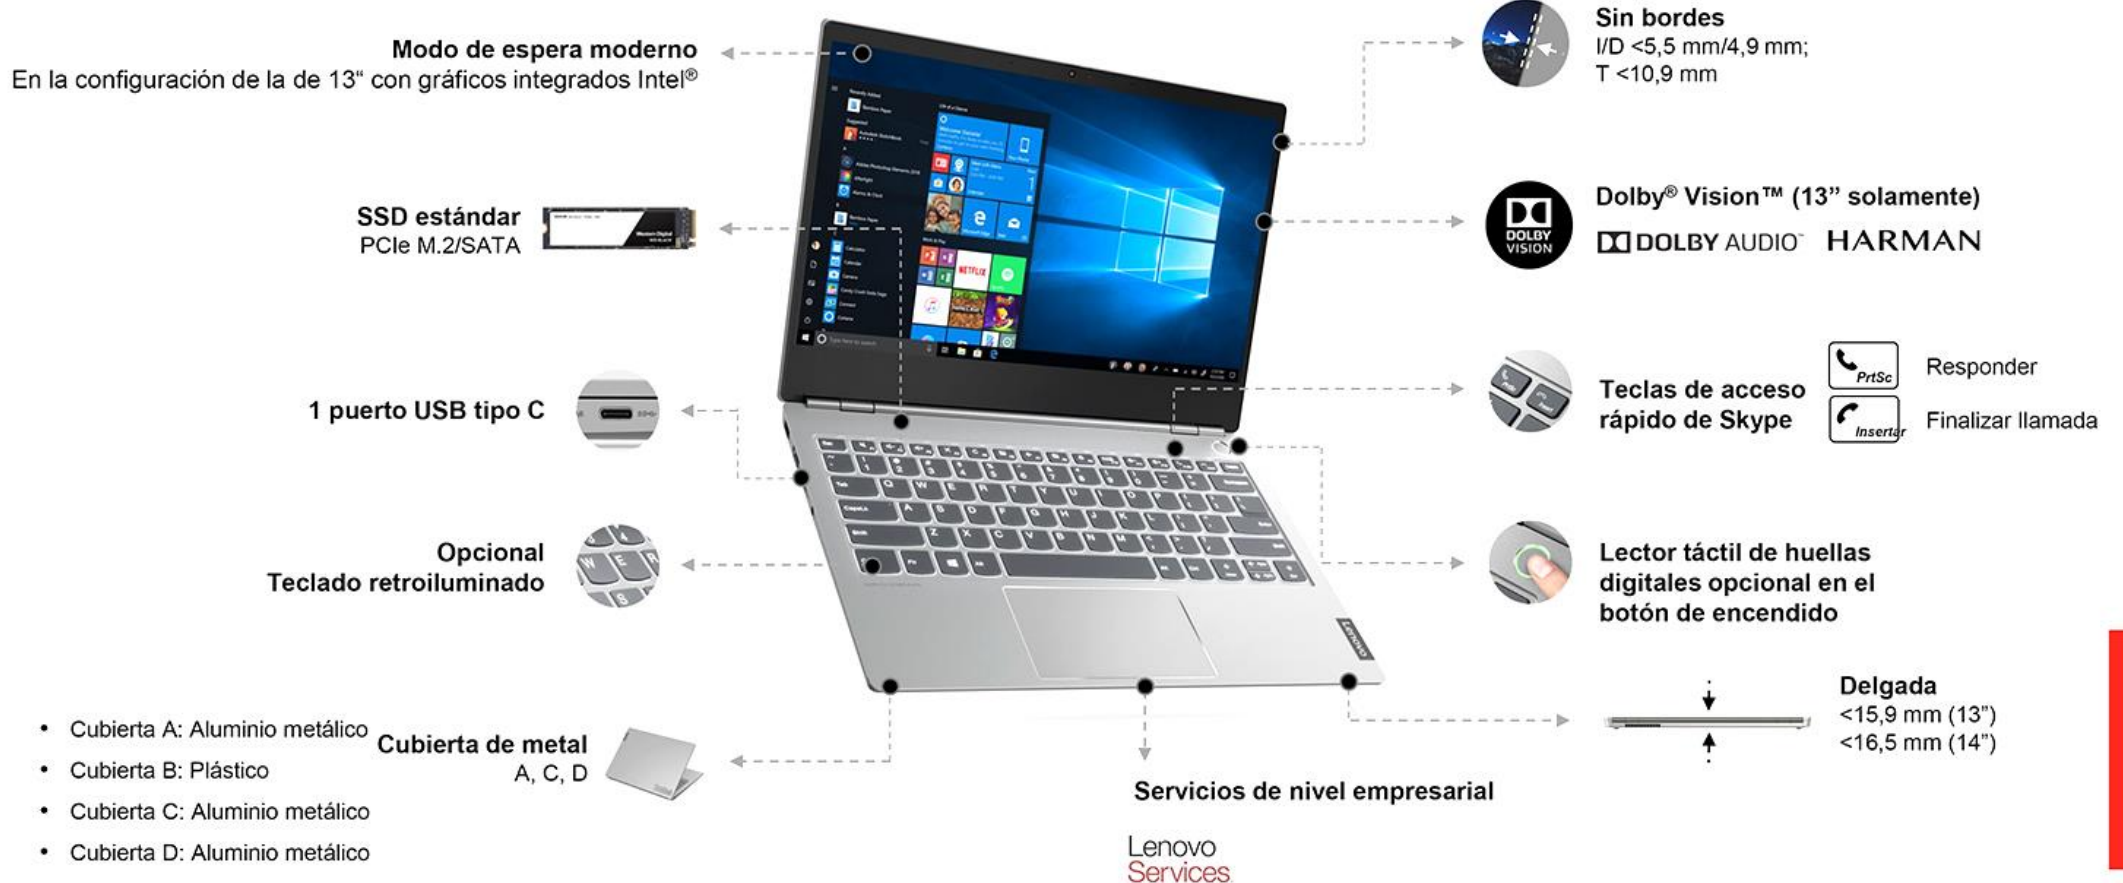 Modo de espera moderno
En la configuración de la de 13“ con gráficos integrados Intel®
SSD estándar
PCIe M.2/SATA
1 puerto USB tipo C
Opcional
Teclado retroiluminado
• Cubierta A: Aluminio metálico
• Cubierta B: Plástico
• Cubierta C: Aluminio metálico
• Cubierta D: Aluminio metálico
Cubierta de metal
A, C, D
NETFLIX
Lenovo
Servicios de nivel empresarial
Lenovo
Services
Sin bordes
I/D <5,5 mm/4,9 mm;
T <10,9 mm
DOLBY
VISION
Dolby® Vision™ (13” solamente)
DOLBY AUDIO™ HARMAN
Teclas de acceso
rápido de Skype
PrtSc Responder
Insertar Finalizar llamada
Lector táctil de huellas
digitales opcional en el
botón de encendido
Delgada
<15,9 mm (13”)
<16,5 mm (14”)